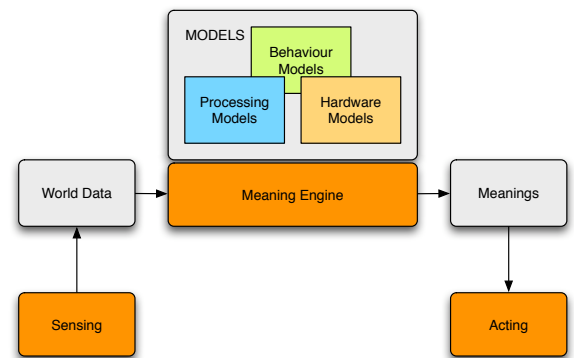 MODELS
Behaviour
Models
Processing
Models
Hardware
Models
World Data
Meaning Engine
Meanings
Sensing
Acting